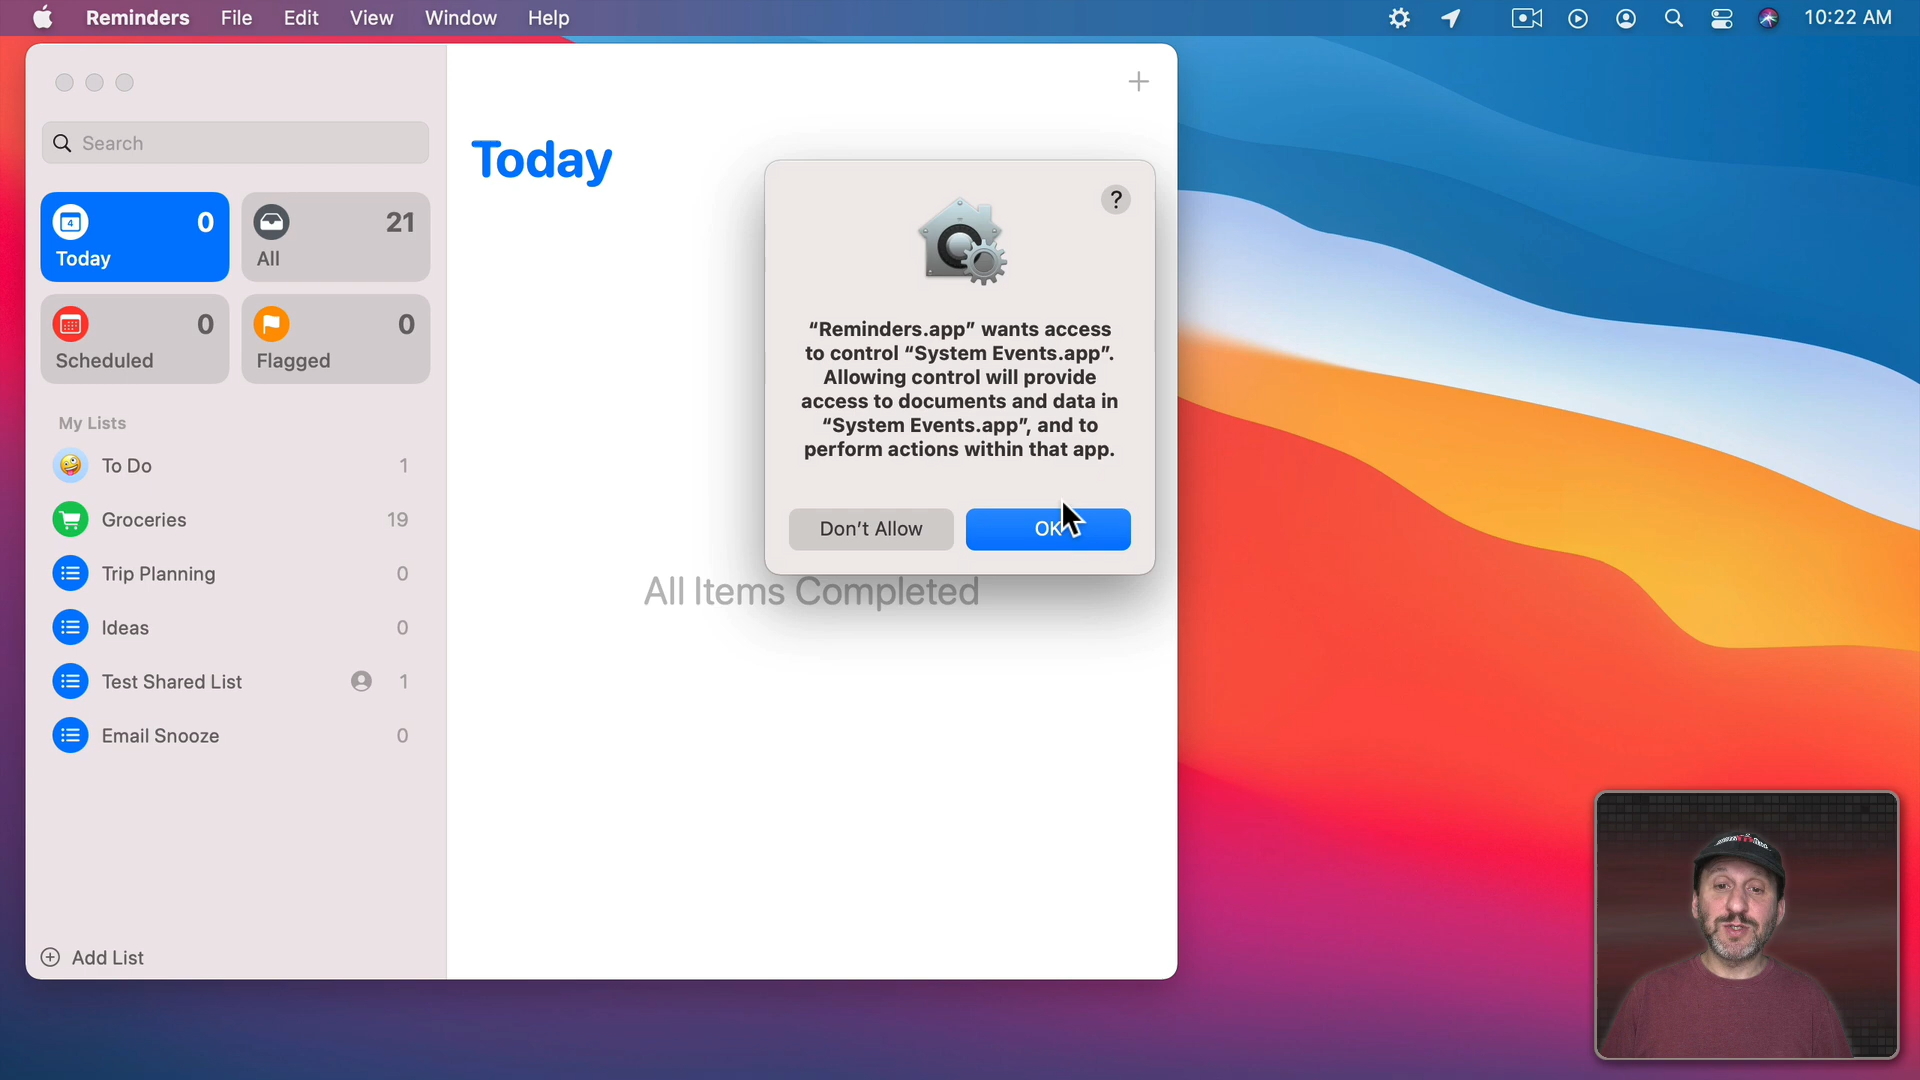 Reminders File Edit View Window Help 10:22 AM
Search
0
Today
21
All
0
Scheduled
0
Flagged
My Lists
To Do 1
Groceries 19
Trip Planning 0
Ideas 0
Test Shared List 1
Email Snooze 0
Add List
Today
All Items Completed
?
“Reminders.app” wants access
to control “System Events.app”.
Allowing control will provide
access to documents and data in
“System Events.app”, and to
perform actions within that app.
Don’t Allow OK